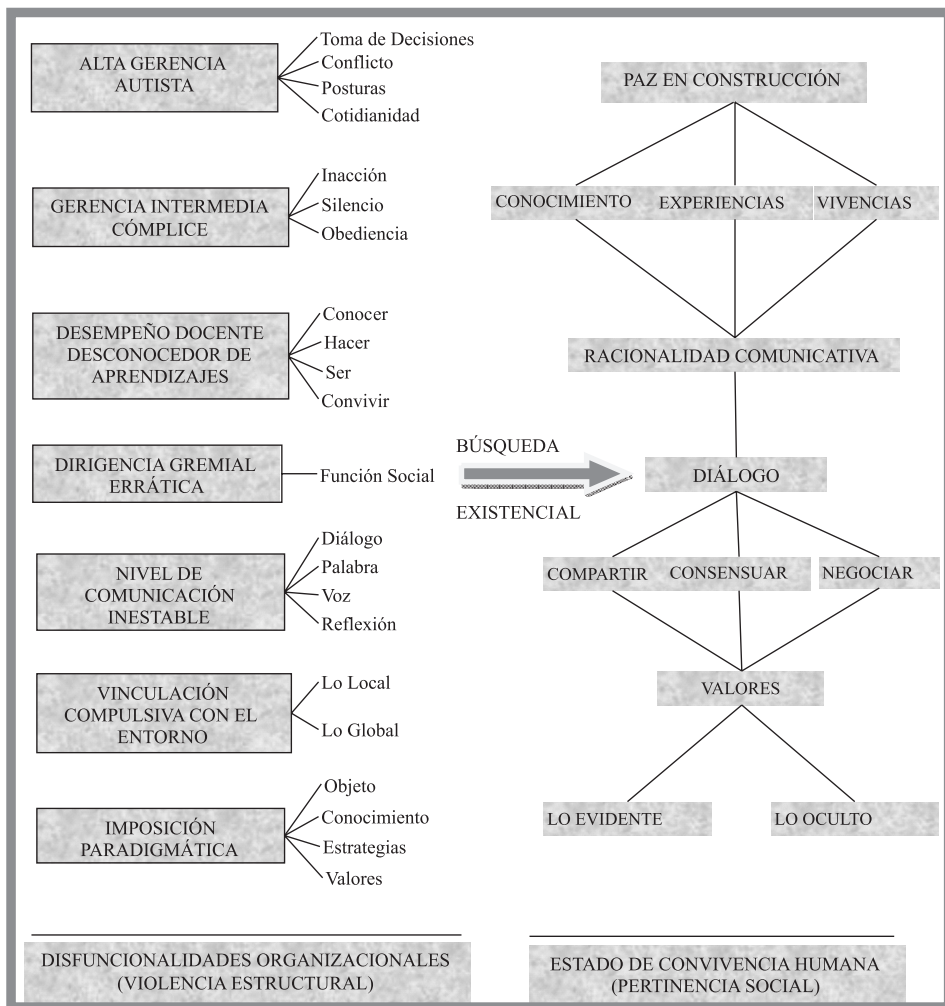 ALTA GERENCIA
AUTISTA
Toma de Decisiones
Conflicto
Posturas
Cotidianidad
GERENCIA INTERMEDIA
CÓMPLICE
Inacción
Silencio
Obediencia
DESEMPEÑO DOCENTE
DESCONOCEDOR DE
APRENDIZAJES
Conocer
Hacer
Ser
Convivir
DIRIGENCIA GREMIAL
ERRÁTICA
Función Social
NIVEL DE
COMUNICACIÓN
INESTABLE
Diálogo
Palabra
Voz
Reflexión
VINCULACIÓN
COMPULSIVA CON EL
ENTORNO
Lo Local
Lo Global
IMPOSICIÓN
PARADIGMÁTICA
Objeto
Conocimiento
Estrategias
Valores
DISFUNCIONALIDADES ORGANIZACIONALES
(VIOLENCIA ESTRUCTURAL)
BÚSQUEDA
EXISTENCIAL
PAZ EN CONSTRUCCIÓN
CONOCIMIENTO
EXPERIENCIAS
VIVENCIAS
RACIONALIDAD COMUNICATIVA
DIÁLOGO
COMPARTIR
CONSENSUAR
NEGOCIAR
VALORES
LO EVIDENTE
LO OCULTO
ESTADO DE CONVIVENCIA HUMANA
(PERTINENCIA SOCIAL)